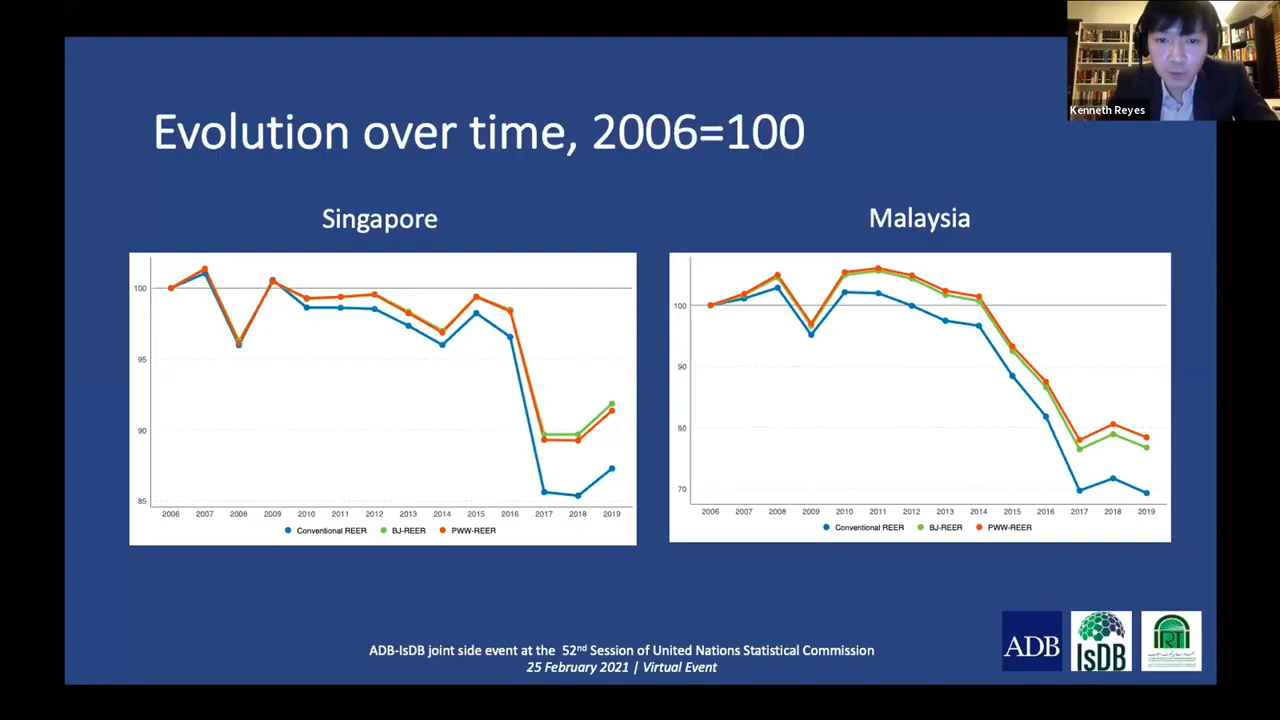 Kenneth Reyes
Evolution over time, 2006=100
Singapore
100
95
90
85
2006 2007 2008 2009 2010 2011 2012 2013 2014 2015 2016 2017 2018 2019
Conventional REER BJ-REER PWW-REER
Malaysia
100
90
80
70
2006 2007 2008 2009 2010 2011 2012 2013 2014 2015 2016 2017 2018 2019
Conventional REER BJ-REER PWW-REER
ADB-IsDB joint side event at the 52nd Session of United Nations Statistical Commission
25 February 2021 | Virtual Event
ADB
IsDB
IRTI